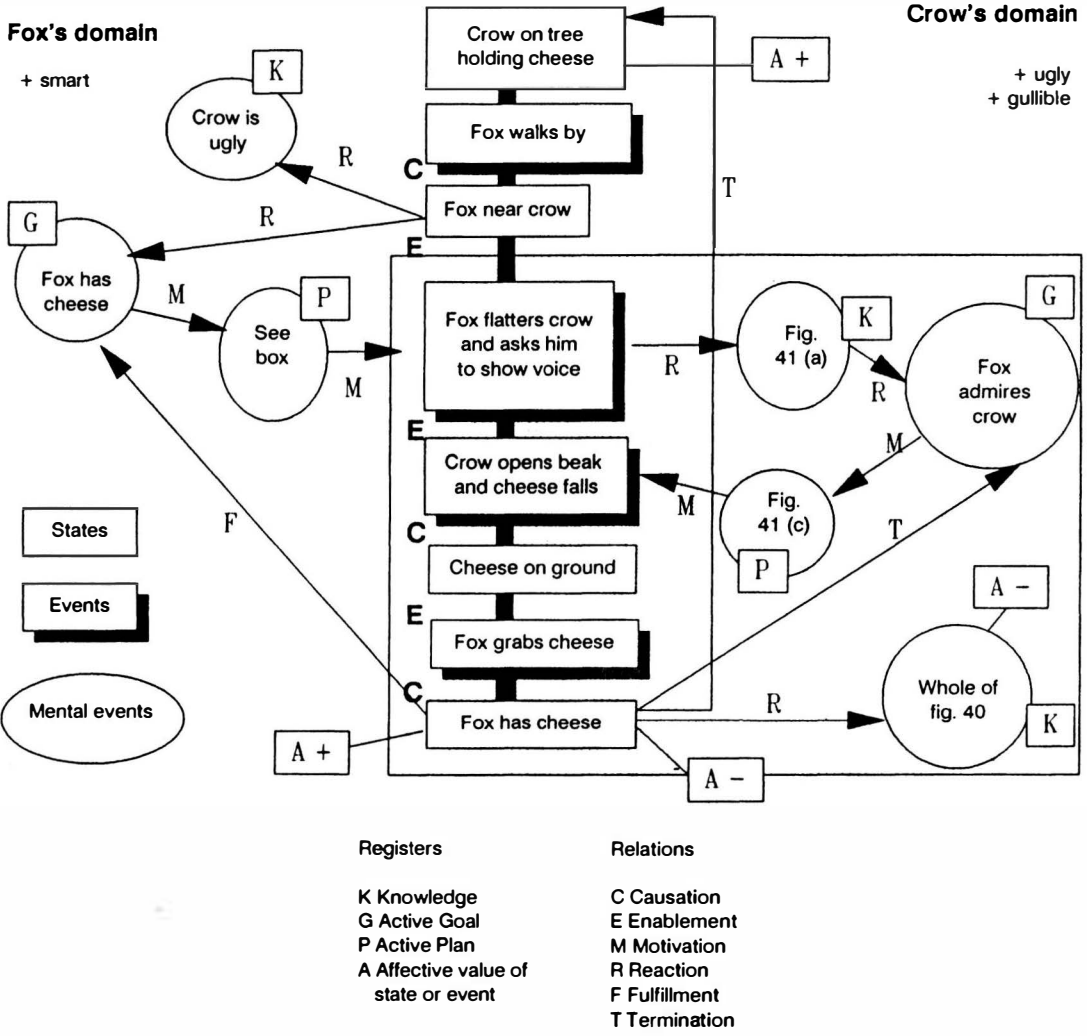 Fox's domain
+ smart
Crow's domain
+ ugly
+ gullible
Crow on tree
holding cheese
A +
K
Crow is
ugly
Fox walks by
C
R
T
Fox near crow
R
E
G
Fox has
cheese
M
P
See
box
M
Fox flatters crow
and asks him
to show voice
R
Fig.
41 (a)
K
R
G
Fox
admires
crow
M
E
Crow opens beak
and cheese falls
M
Fig.
41 (c)
P
T
F
C
Cheese on ground
E
Fox grabs cheese
C
Fox has cheese
A +
A -
R
A -
Whole of
fig. 40
K
States
Events
Mental events
Registers
K Knowledge
G Active Goal
P Active Plan
A Affective value of
state or event
Relations
C Causation
E Enablement
M Motivation
R Reaction
F Fulfillment
T Termination